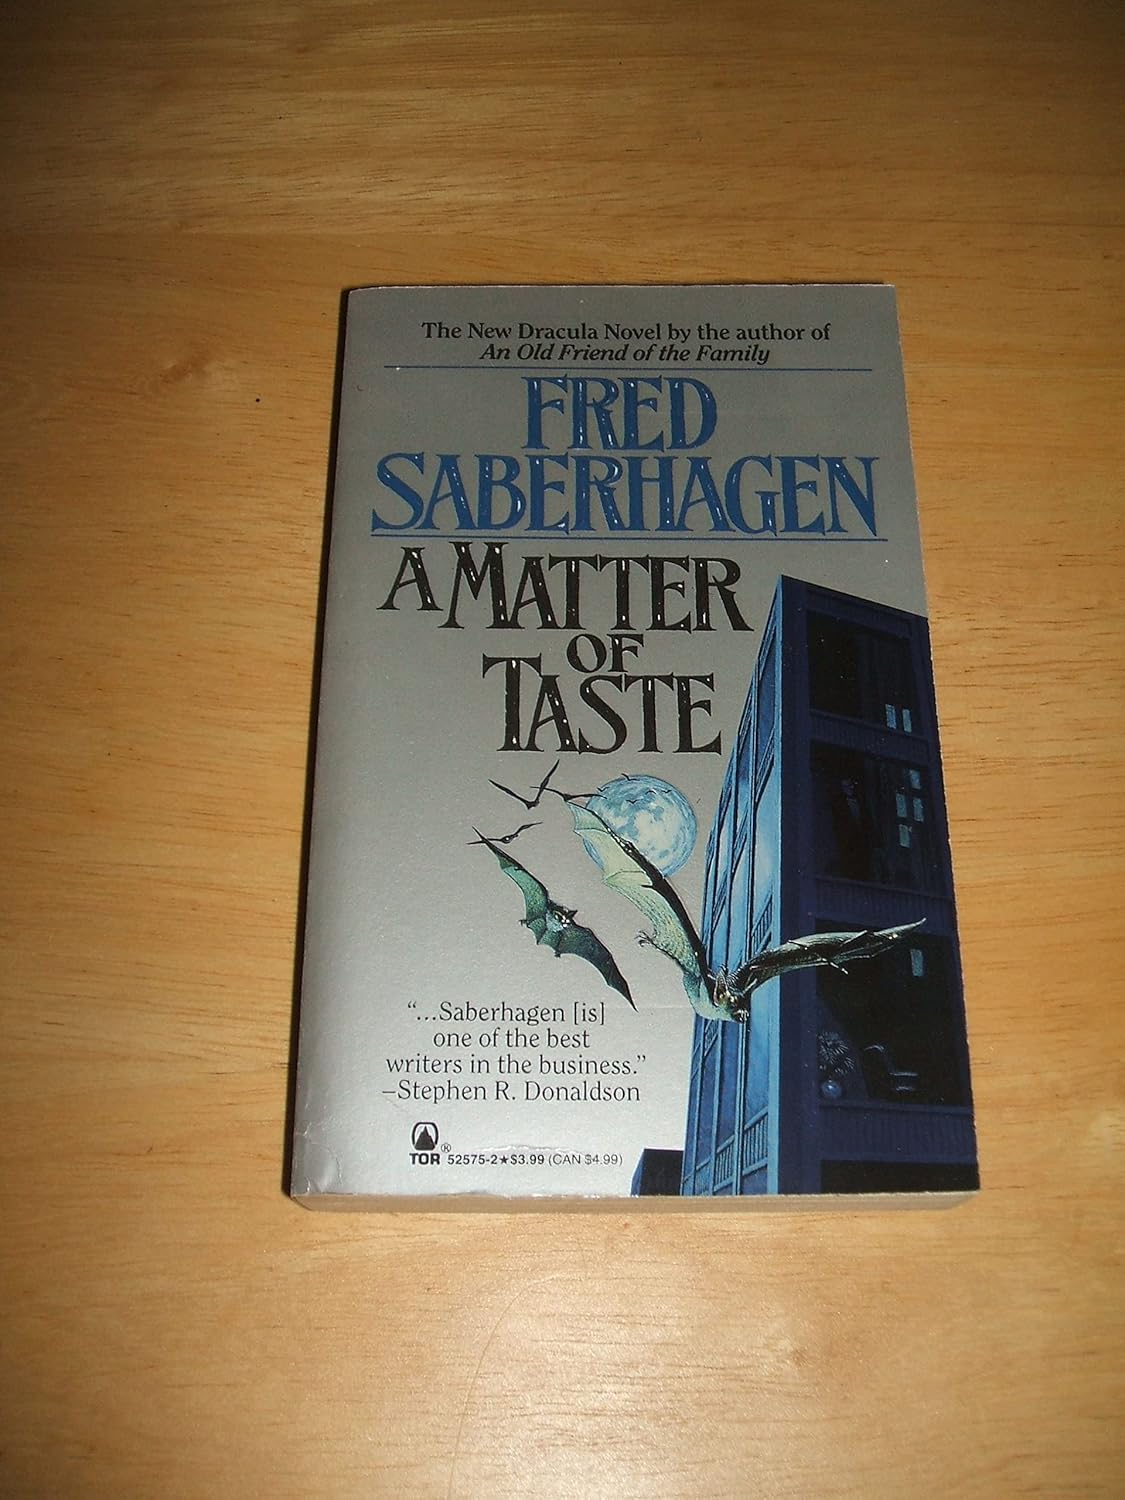 The New Dracula Novel by the author of
An Old Friend of the Family
FRED
SABERHAGEN
A MATTER
OF
TASTE
"...Saberhagen [is]
one of the best
writers in the business."
–Stephen R. Donaldson
TOR® 52575-2★$3.99 (CAN $4.99)